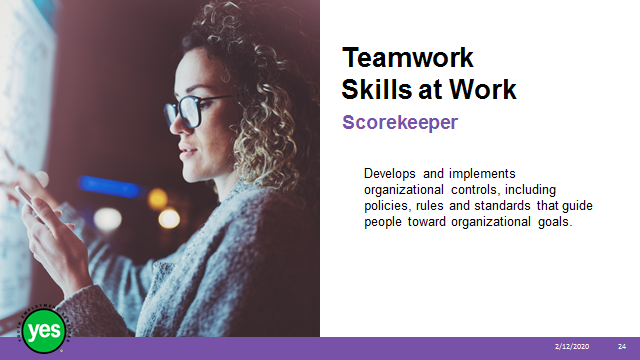 Teamwork
Skills at Work
Scorekeeper
Develops and implements
organizational controls, including
policies, rules and standards that guide
people toward organizational goals.
yes
2/12/2020
24